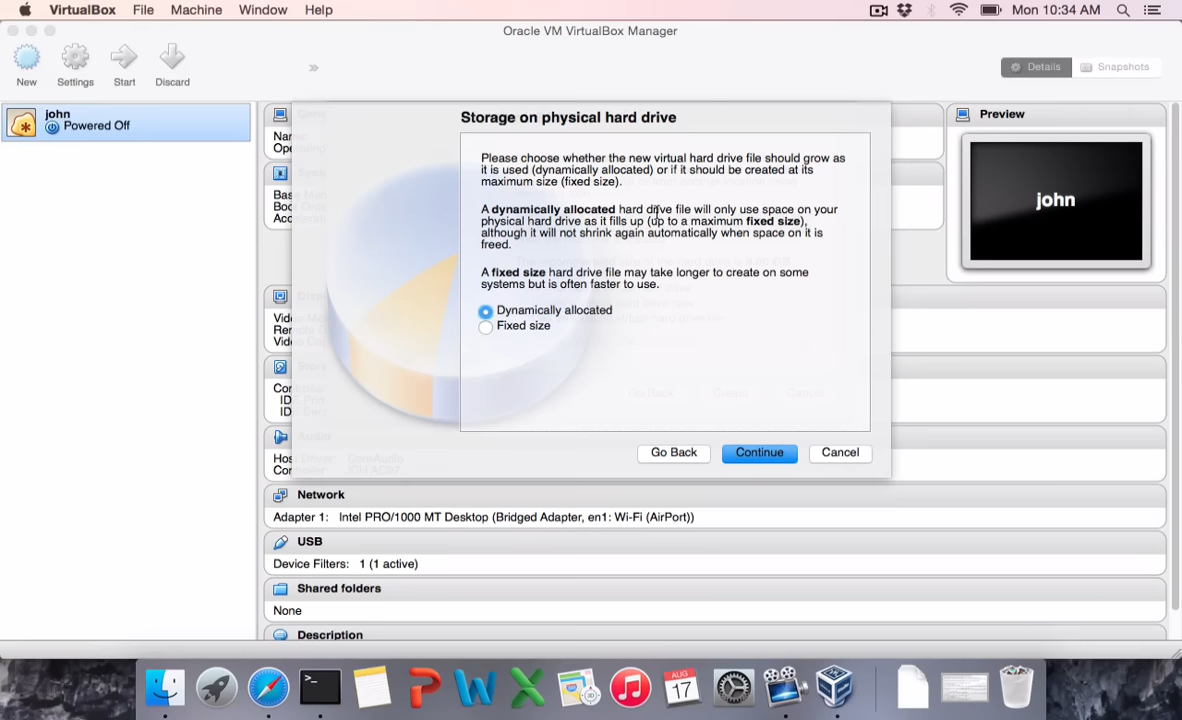 VirtualBox File Machine Window Help
Mon 10:34 AM
Oracle VM VirtualBox Manager
New Settings Start Discard
»
Details Snapshots
john
Powered Off
Preview
john
Storage on physical hard drive
Please choose whether the new virtual hard drive file should grow as
it is used (dynamically allocated) or if it should be created at its
maximum size (fixed size).
A dynamically allocated hard drive file will only use space on your
physical hard drive as it fills up (up to a maximum fixed size),
although it will not shrink again automatically when space on it is
freed.
A fixed size hard drive file may take longer to create on some
systems but is often faster to use.
Dynamically allocated
Fixed size
Go Back Continue Cancel
Network
Adapter 1: Intel PRO/1000 MT Desktop (Bridged Adapter, en1: Wi-Fi (AirPort))
USB
Device Filters: 1 (1 active)
Shared folders
None
Description
AUG
17